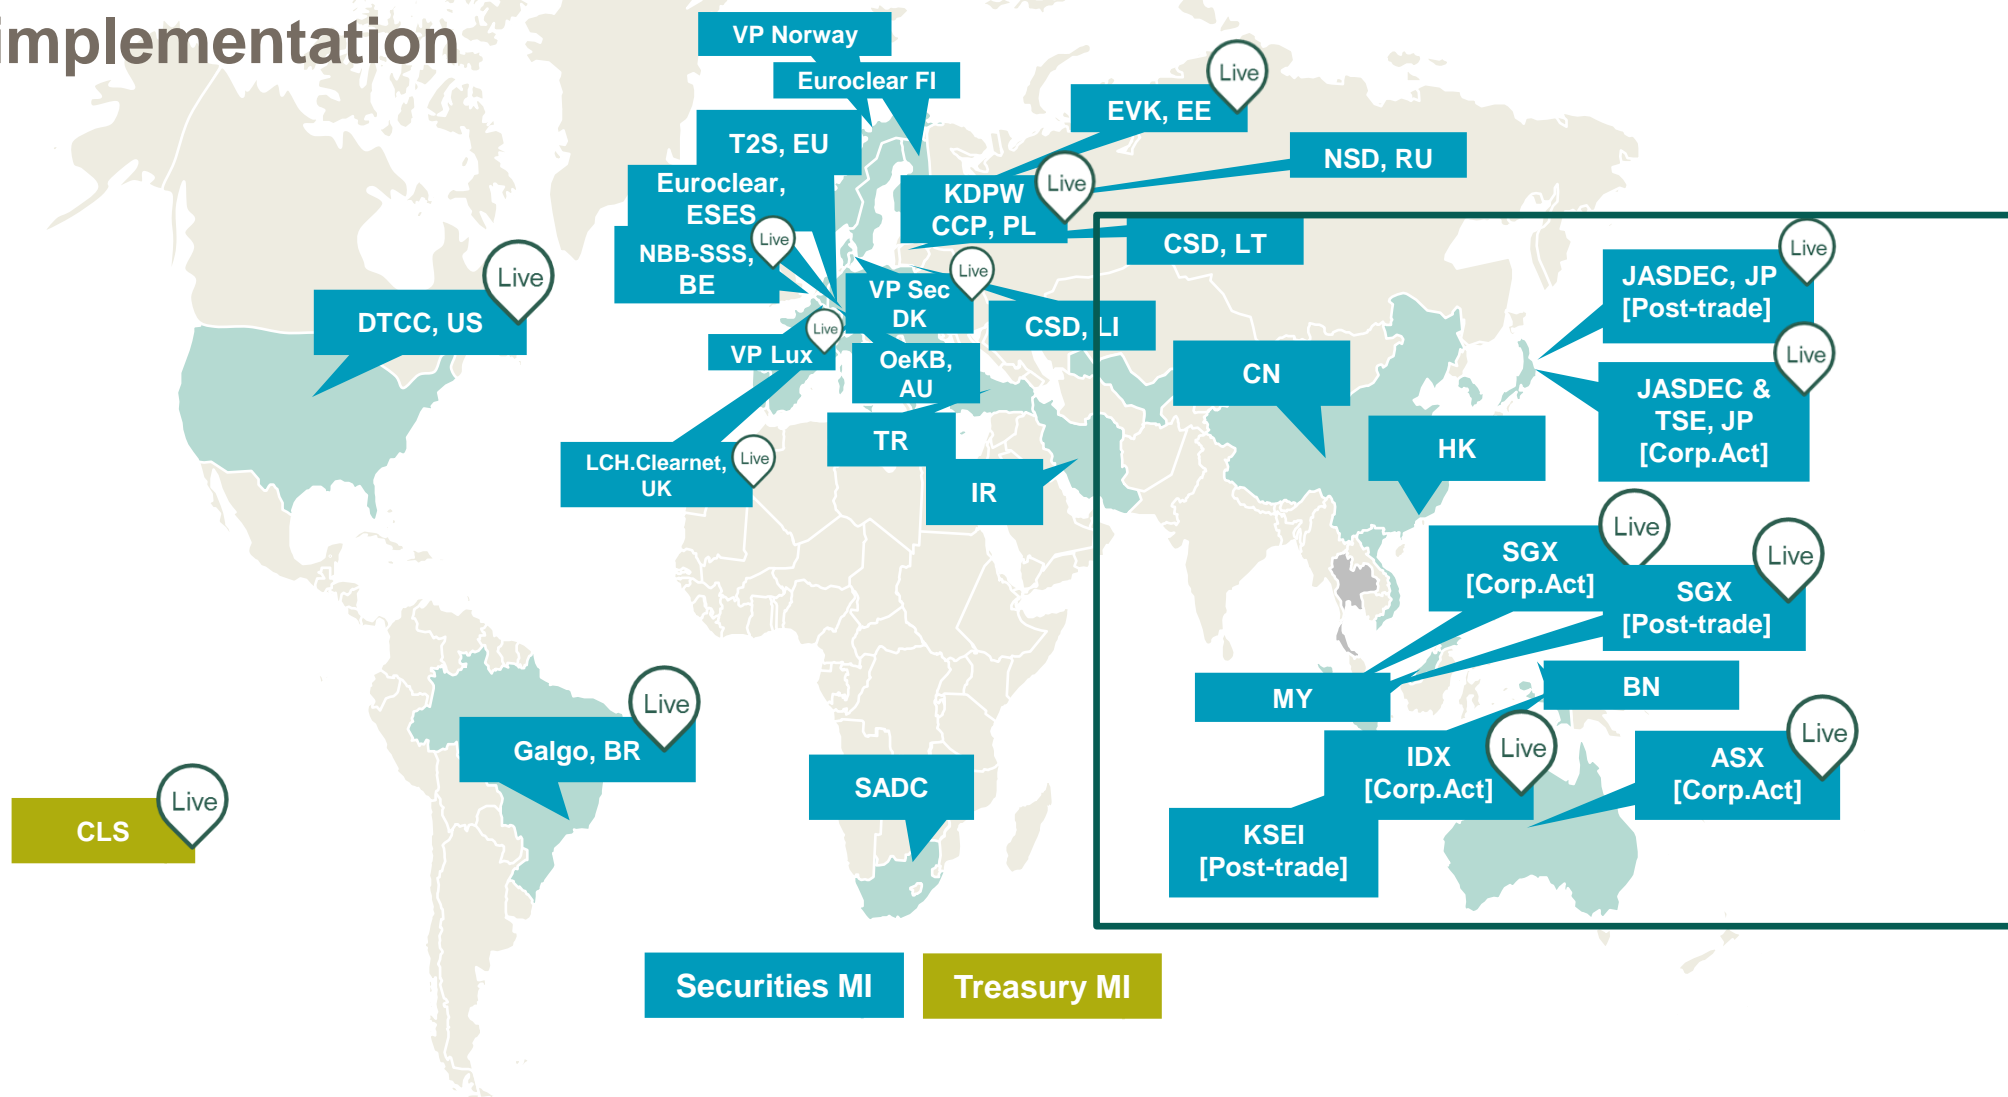 implementation
VP Norway
Euroclear FI
Live
EVK, EE
T2S, EU
NSD, RU
Euroclear,
ESES
Live
KDPW
CCP, PL
Live
NBB-SSS,
BE
CSD, LT
Live
JASDEC, JP
[Post-trade]
Live
DTCC, US
Live
VP Sec
DK
CSD, LI
Live
VP Lux
OeKB,
AU
CN
Live
JASDEC &
TSE, JP
[Corp.Act]
TR
HK
LCH.Clearnet,
UK
Live
IR
Live
SGX
[Corp.Act]
Live
SGX
[Post-trade]
MY
BN
Live
Galgo, BR
SADC
IDX
[Corp.Act]
Live
Live
ASX
[Corp.Act]
Live
CLS
KSEI
[Post-trade]
Securities MI
Treasury MI